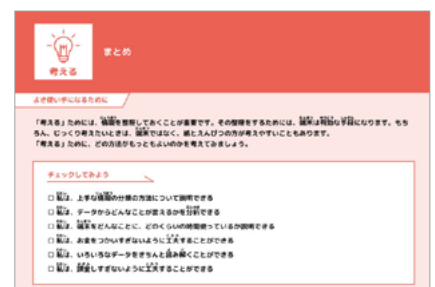 考える
まとめ
よき使い手になるために
「考える」ためには、情報を整理しておくことが重要です。その整理をするためには、端末は有効な手段になります。もち
ろん、じっくり考えたいときは、端末ではなく、紙とえんぴつの方が考えやすいこともあります。
「考える」ために、どの方法がもっともよいのかを考えてみましょう。
チェックしてみよう
□ 私は、上手な情報の分類の方法について説明できる
□ 私は、データからどんなことが言えるかを分析できる
□ 私は、端末をどんなことに、どのくらいの時間使っているか説明できる
□ 私は、お金をつかいすぎないように工夫することができる
□ 私は、いろいろなデータをきちんと読み解くことができる
□ 私は、課金しすぎないように工夫することができる